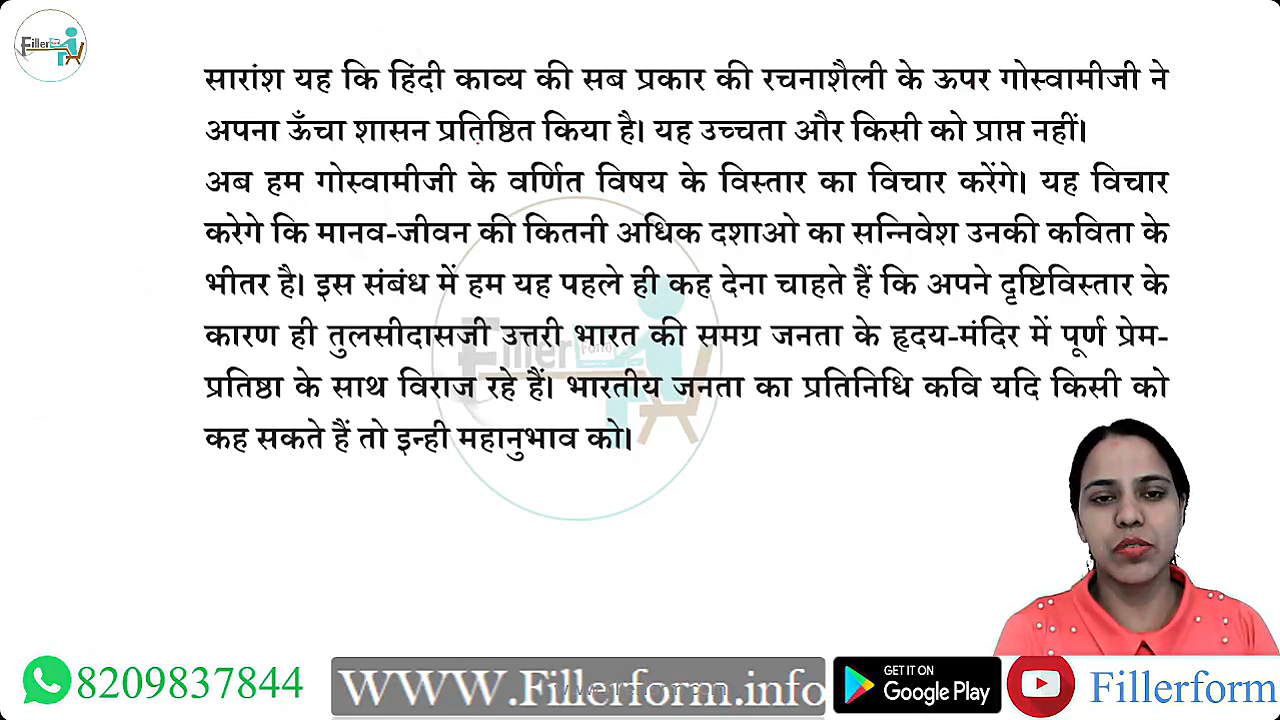 Filler
सारांश यह कि हिंदी काव्य की सब प्रकार की रचनाशैली के ऊपर गोस्वामीजी ने
अपना ऊँचा शासन प्रतिष्ठित किया है। यह उच्चता और किसी को प्राप्त नहीं।
अब हम गोस्वामीजी के वर्णित विषय के विस्तार का विचार करेंगे। यह विचार
करेगे कि मानव-जीवन की कितनी अधिक दशाओ का सन्निवेश उनकी कविता के
भीतर है। इस संबंध में हम यह पहले ही कह देना चाहते हैं कि अपने दृष्टिविस्तार के
कारण ही तुलसीदासजी उत्तरी भारत की समग्र जनता के हृदय-मंदिर में पूर्ण प्रेम-
प्रतिष्ठा के साथ विराज रहे हैं। भारतीय जनता का प्रतिनिधि कवि यदि किसी को
कह सकते हैं तो इन्ही महानुभाव को।
Filler
8209837844
WWW.Fillerform.info
GET IT ON
Google Play
Fillerform